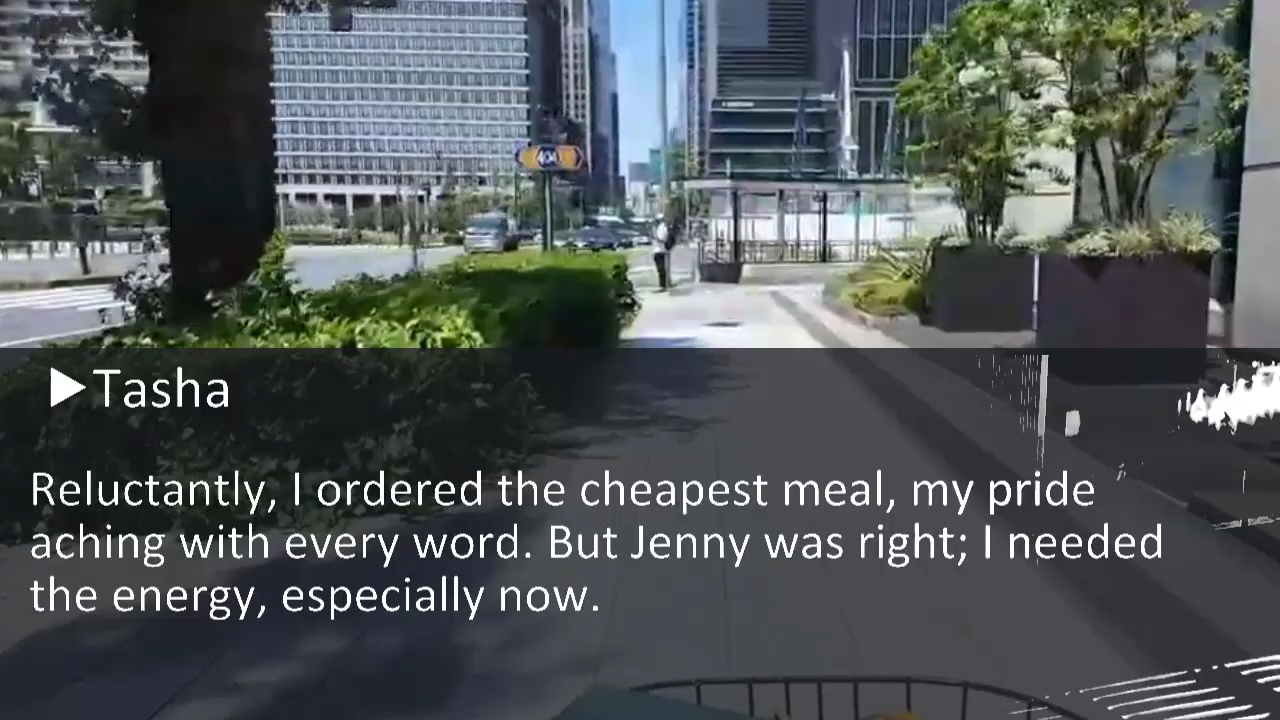 404
▶Tasha
Reluctantly, I ordered the cheapest meal, my pride
aching with every word. But Jenny was right; I needed
the energy, especially now.